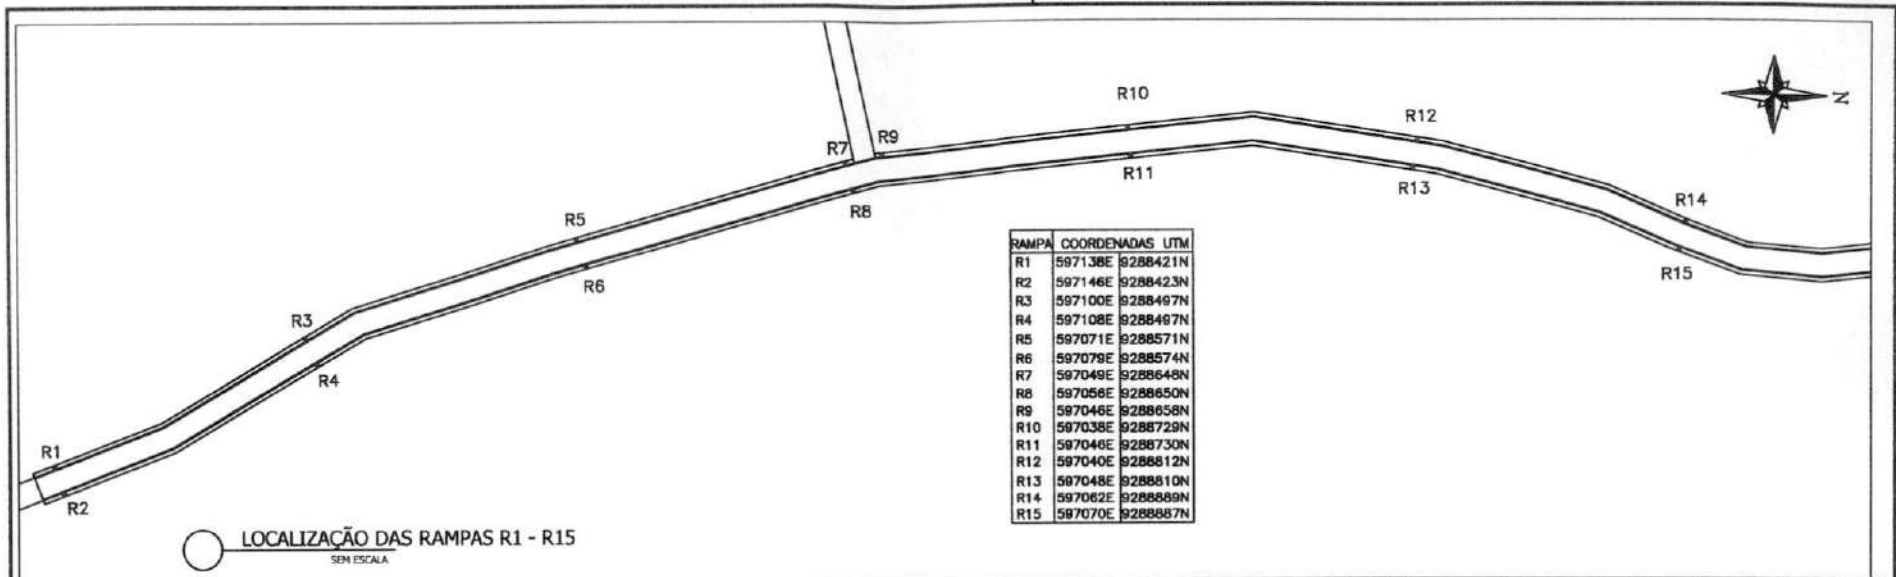 R10
R12
N
R7
R9
R11
R13
R8
R14
R5
R15
R6
R3
R4
R1
R2
RAMPA COORDENADAS UTM
R1 597138E 9288421N
R2 597146E 9288423N
R3 597100E 9288497N
R4 597108E 9288497N
R5 597071E 9288571N
R6 597079E 9288574N
R7 597049E 9288648N
R8 597056E 9288650N
R9 597046E 9288658N
R10 597038E 9288729N
R11 597046E 9288730N
R12 597040E 9288812N
R13 597048E 9288810N
R14 597062E 9288889N
R15 597070E 9288887N
LOCALIZAÇÃO DAS RAMPAS R1 - R15
SEM ESCALA